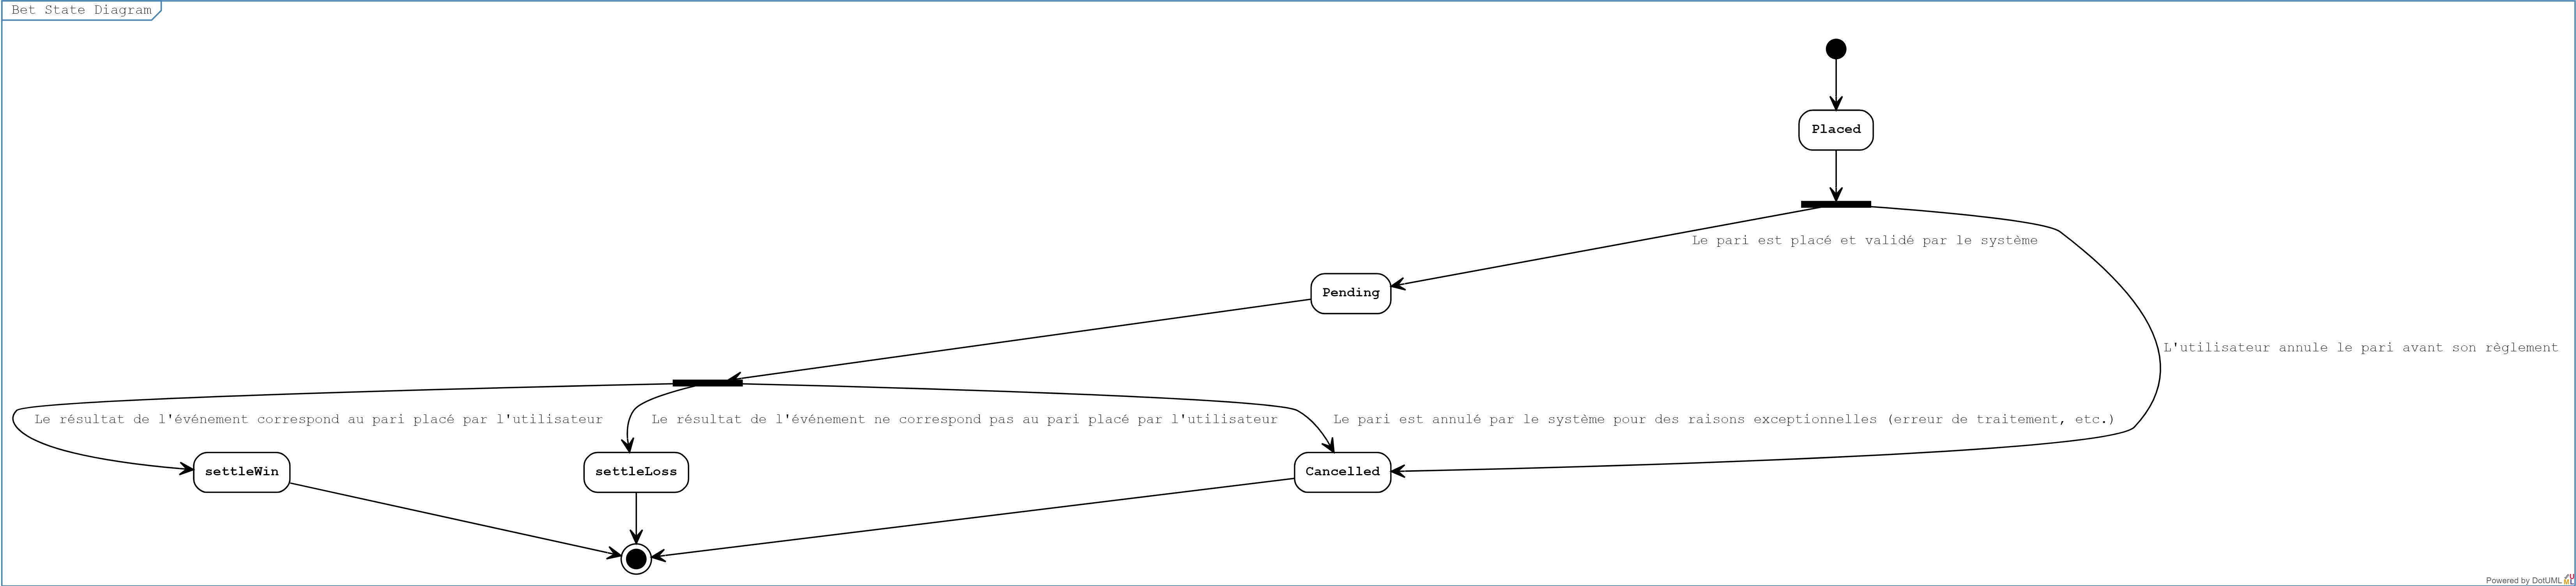 Bet State Diagram
Placed
Le pari est placé et validé par le système
Pending
L'utilisateur annule le pari avant son règlement
Le résultat de l'événement correspond au pari placé par l'utilisateur
Le résultat de l'événement ne correspond pas au pari placé par l'utilisateur
Le pari est annulé par le système pour des raisons exceptionnelles (erreur de traitement, etc.)
settleWin
settleLoss
Cancelled
Powered by DotUML